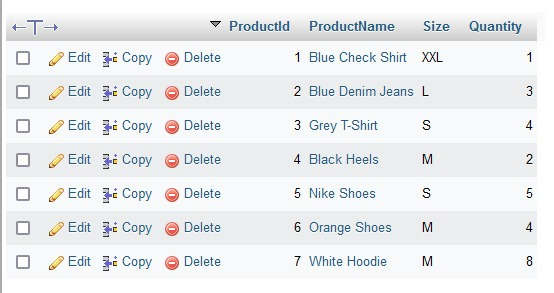 ProductId ProductName Size Quantity
Edit Copy Delete 1 Blue Check Shirt XXL 1
Edit Copy Delete 2 Blue Denim Jeans L 3
Edit Copy Delete 3 Grey T-Shirt S 4
Edit Copy Delete 4 Black Heels M 2
Edit Copy Delete 5 Nike Shoes S 5
Edit Copy Delete 6 Orange Shoes M 4
Edit Copy Delete 7 White Hoodie M 8